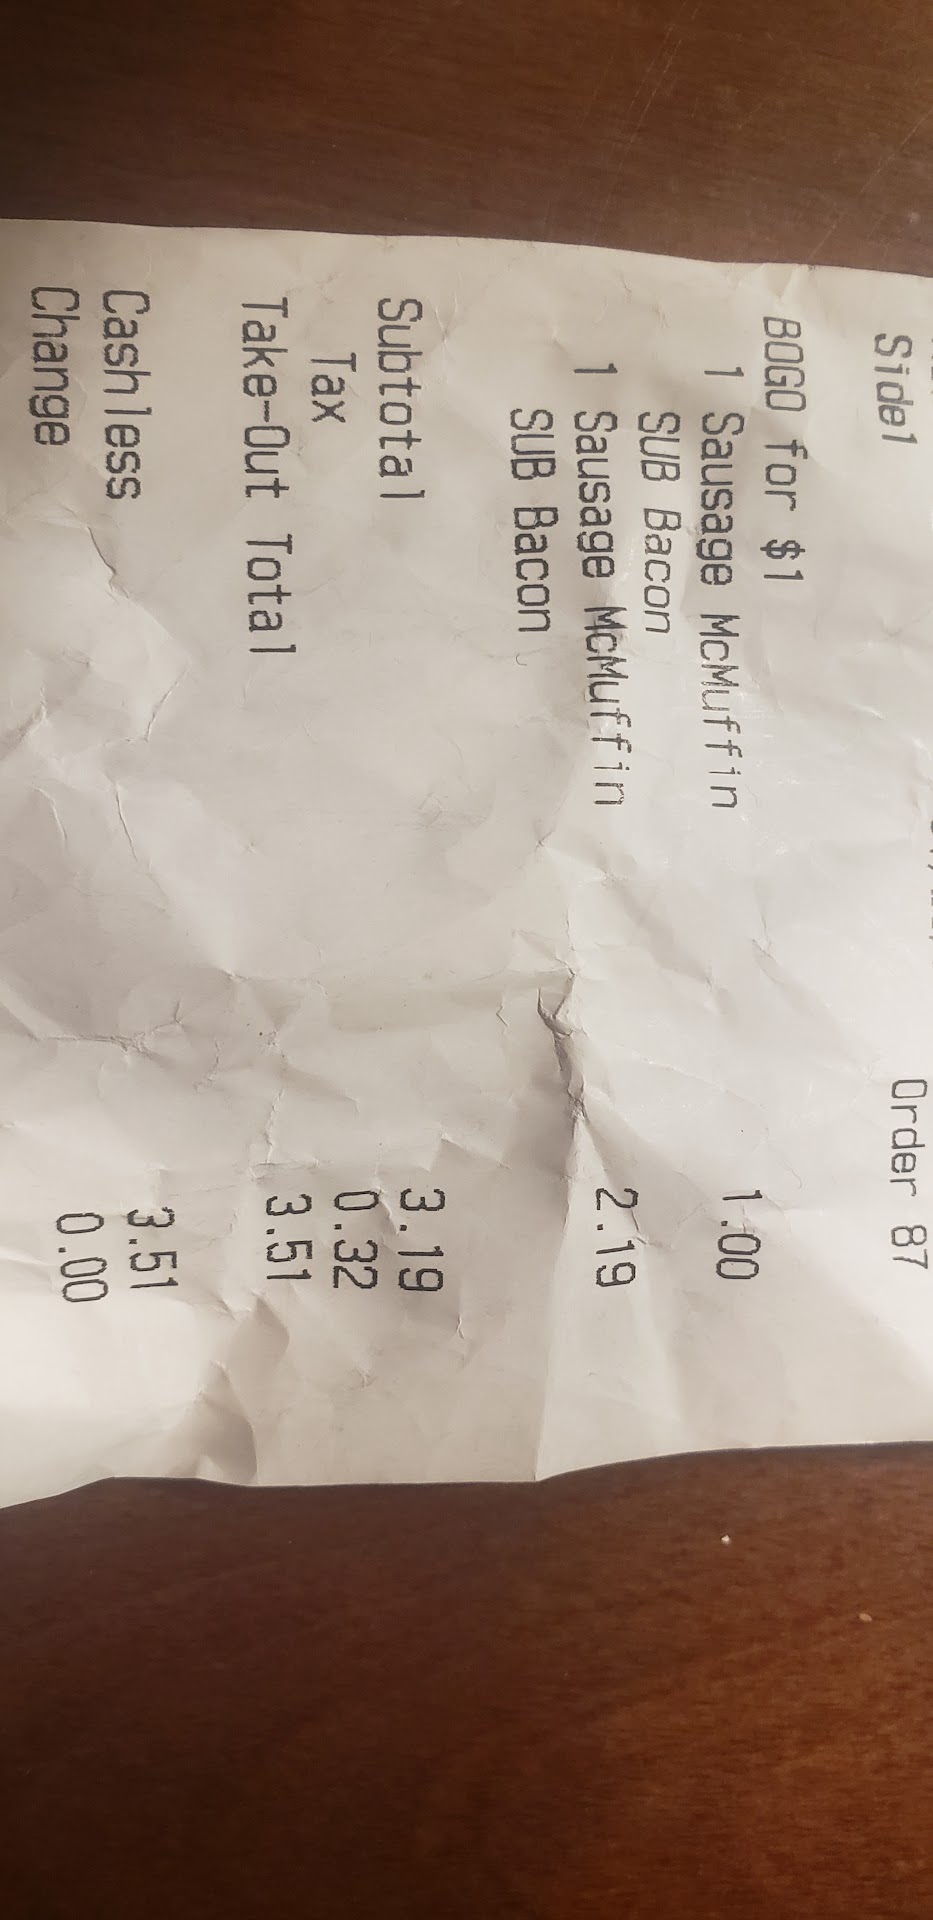 Side1 Order 87
BOGO for $1
1 Sausage McMuffin 1.00
SUB Bacon
1 Sausage McMuffin 2.19
SUB Bacon
Subtotal 3.19
Tax 0.32
Take-Out Total 3.51
Cashless 3.51
Change 0.00